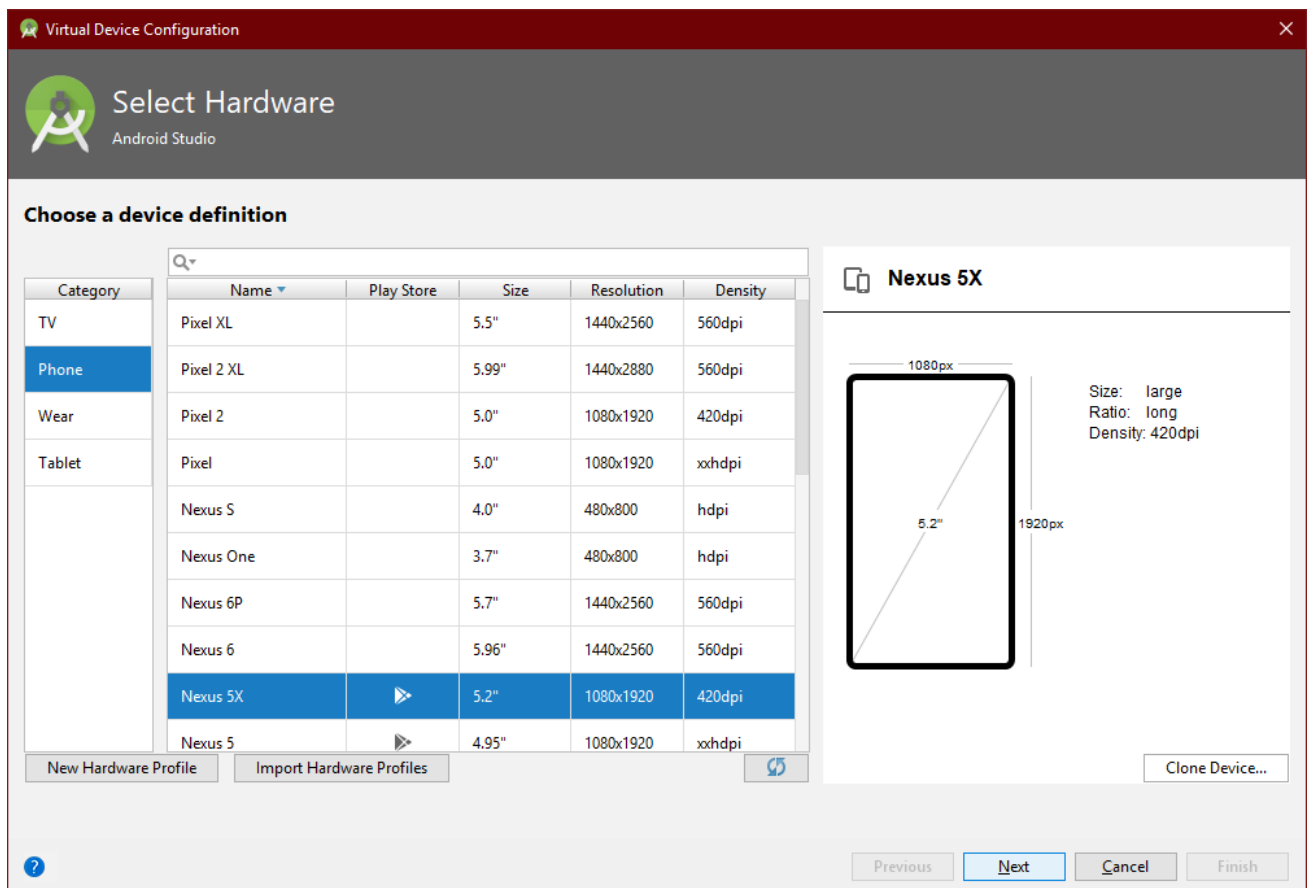 Virtual Device Configuration
Select Hardware
Android Studio
Choose a device definition
Category
TV
Phone
Wear
Tablet
Name Play Store Size Resolution Density
Pixel XL 5.5" 1440x2560 560dpi
Pixel 2 XL 5.99" 1440x2880 560dpi
Pixel 2 5.0" 1080x1920 420dpi
Pixel 5.0" 1080x1920 xxhdpi
Nexus S 4.0" 480x800 hdpi
Nexus One 3.7" 480x800 hdpi
Nexus 6P 5.7" 1440x2560 560dpi
Nexus 6 5.96" 1440x2560 560dpi
Nexus 5X 5.2" 1080x1920 420dpi
Nexus 5 4.95" 1080x1920 xxhdpi
New Hardware Profile Import Hardware Profiles
Nexus 5X
1080px
5.2"
1920px
Size: large
Ratio: long
Density: 420dpi
Clone Device...
? Previous Next Cancel Finish